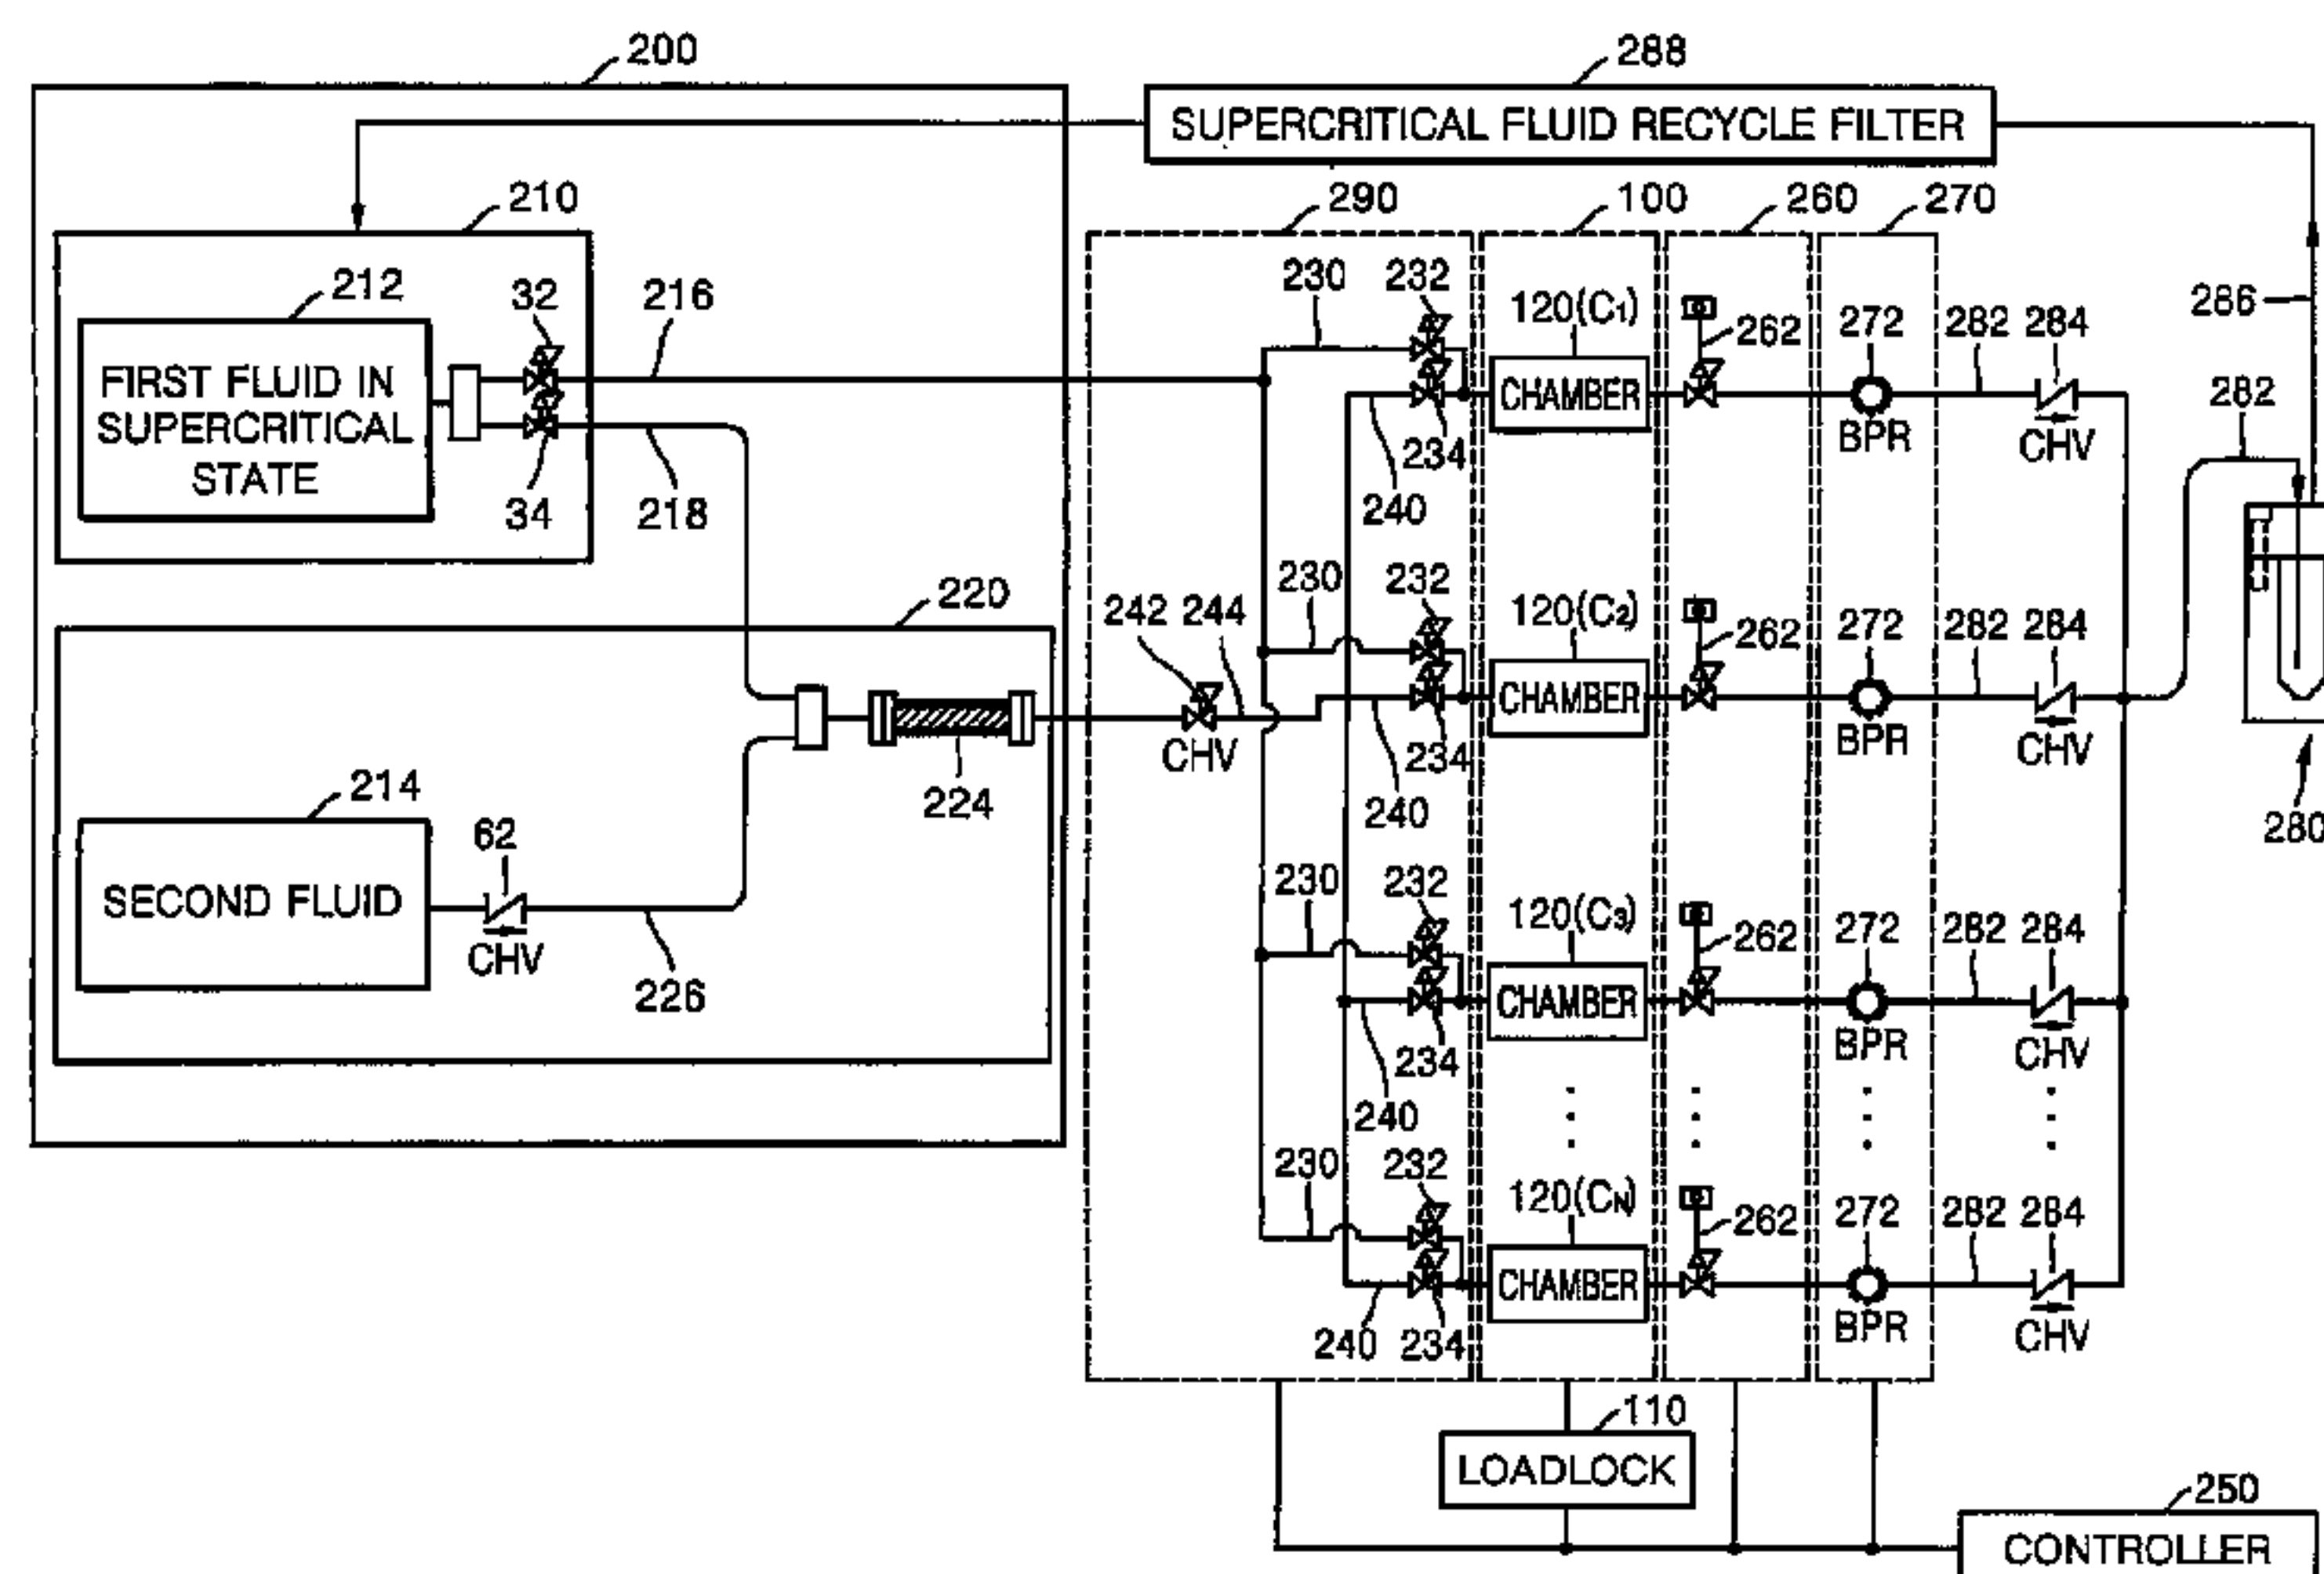 200
288
SUPERCRITICAL FLUID RECYCLE FILTER
210
290
100
260
270
212
32
216
230
232
120(C₁)
262
272
282
284
286
FIRST FLUID IN
SUPERCRITICAL
STATE
CHAMBER
BPR
CHV
282
34
218
240
234
220
230
232
120(C₂)
262
272
282
284
242
244
CHAMBER
CHV
234
BPR
CHV
224
240
280
214
62
230
232
120(C₃)
262
272
282
284
SECOND FLUID
CHV
226
CHAMBER
234
BPR
CHV
240
230
232
120(C_N)
262
272
282
284
CHAMBER
240
234
BPR
CHV
110
LOADLOCK
250
CONTROLLER